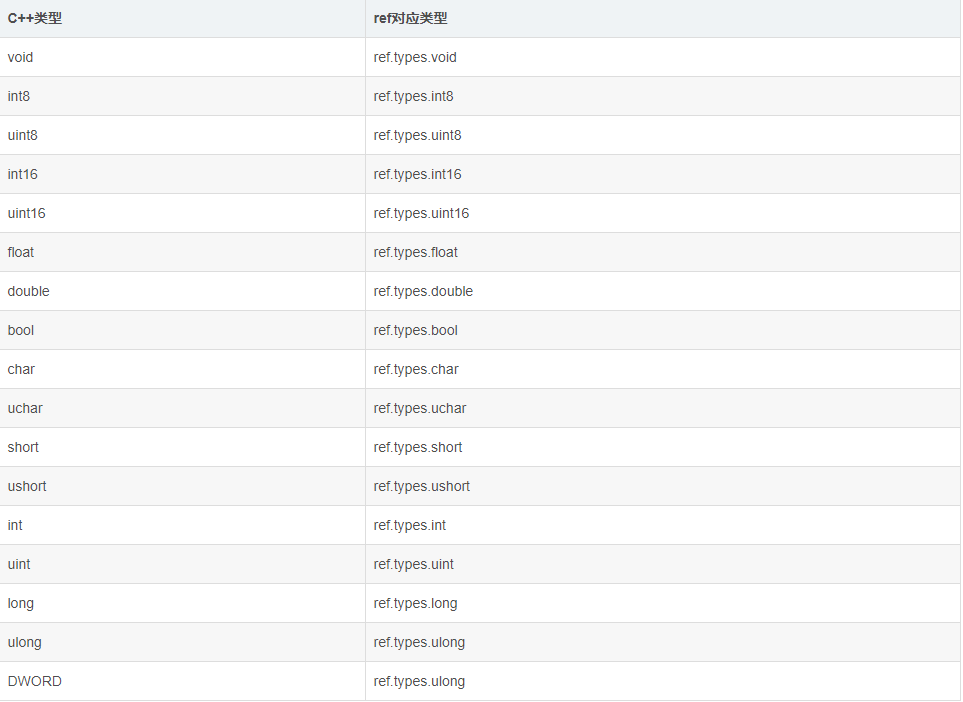 C++类型 ref对应类型
void ref.types.void
int8 ref.types.int8
uint8 ref.types.uint8
int16 ref.types.int16
uint16 ref.types.uint16
float ref.types.float
double ref.types.double
bool ref.types.bool
char ref.types.char
uchar ref.types.uchar
short ref.types.short
ushort ref.types.ushort
int ref.types.int
uint ref.types.uint
long ref.types.long
ulong ref.types.ulong
DWORD ref.types.ulong